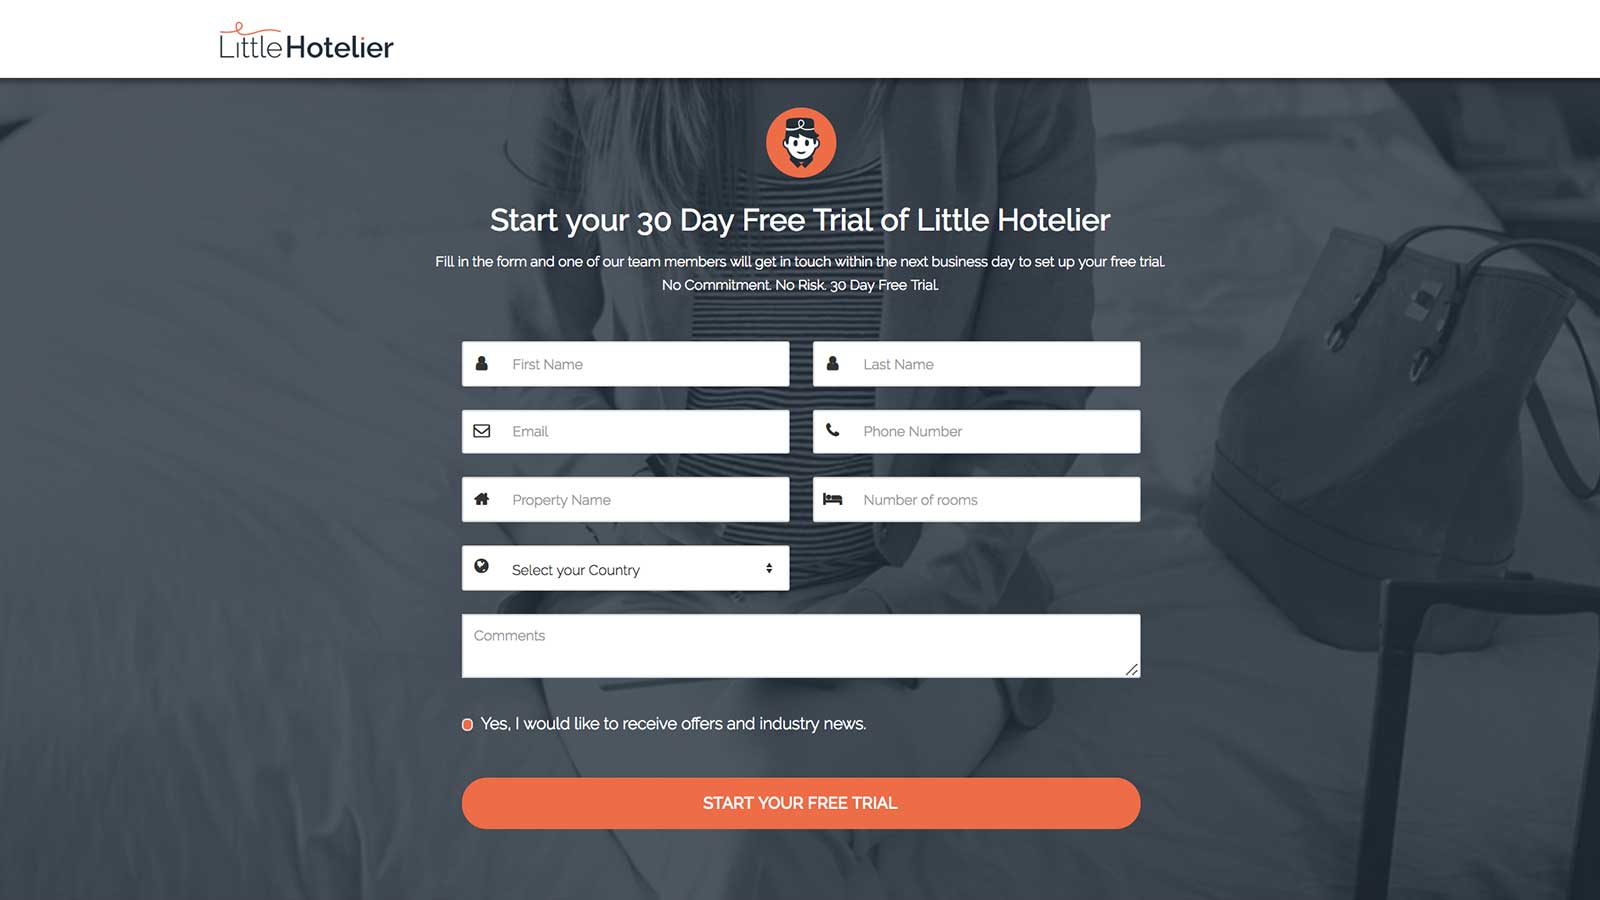 Little Hotelier
Start your 30 Day Free Trial of Little Hotelier
Fill in the form and one of our team members will get in touch within the next business day to set up your free trial.
No Commitment. No Risk. 30 Day Free Trial.
First Name
Last Name
Email
Phone Number
Property Name
Number of rooms
Select your Country
Comments
Yes, I would like to receive offers and industry news.
START YOUR FREE TRIAL